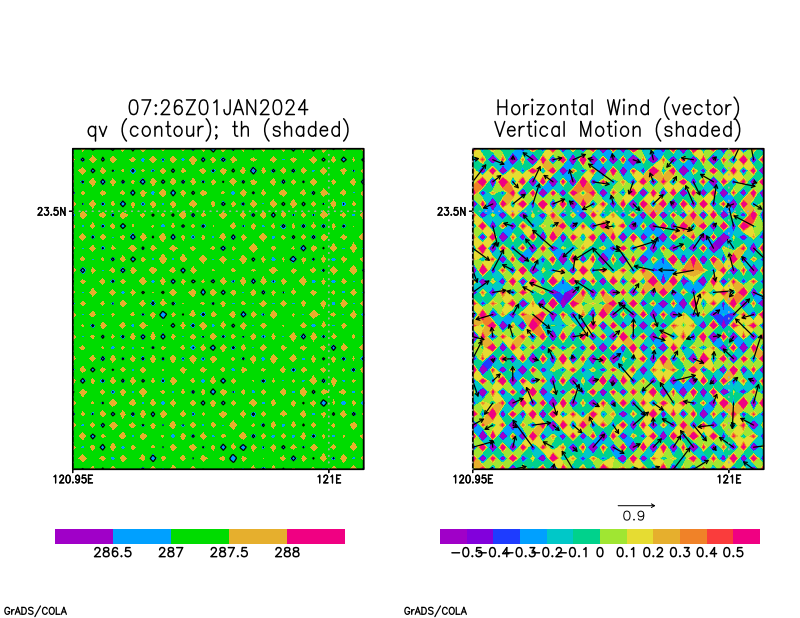 07:26Z01JAN2024
qv (contour); th (shaded)
23.5N
120.95E 121E
286.5 287 287.5 288
GrADS/COLA
Horizontal Wind (vector)
Vertical Motion (shaded)
23.5N
120.95E 121E
0.9
-0.5 -0.4 -0.3 -0.2 -0.1 0 0.1 0.2 0.3 0.4 0.5
GrADS/COLA